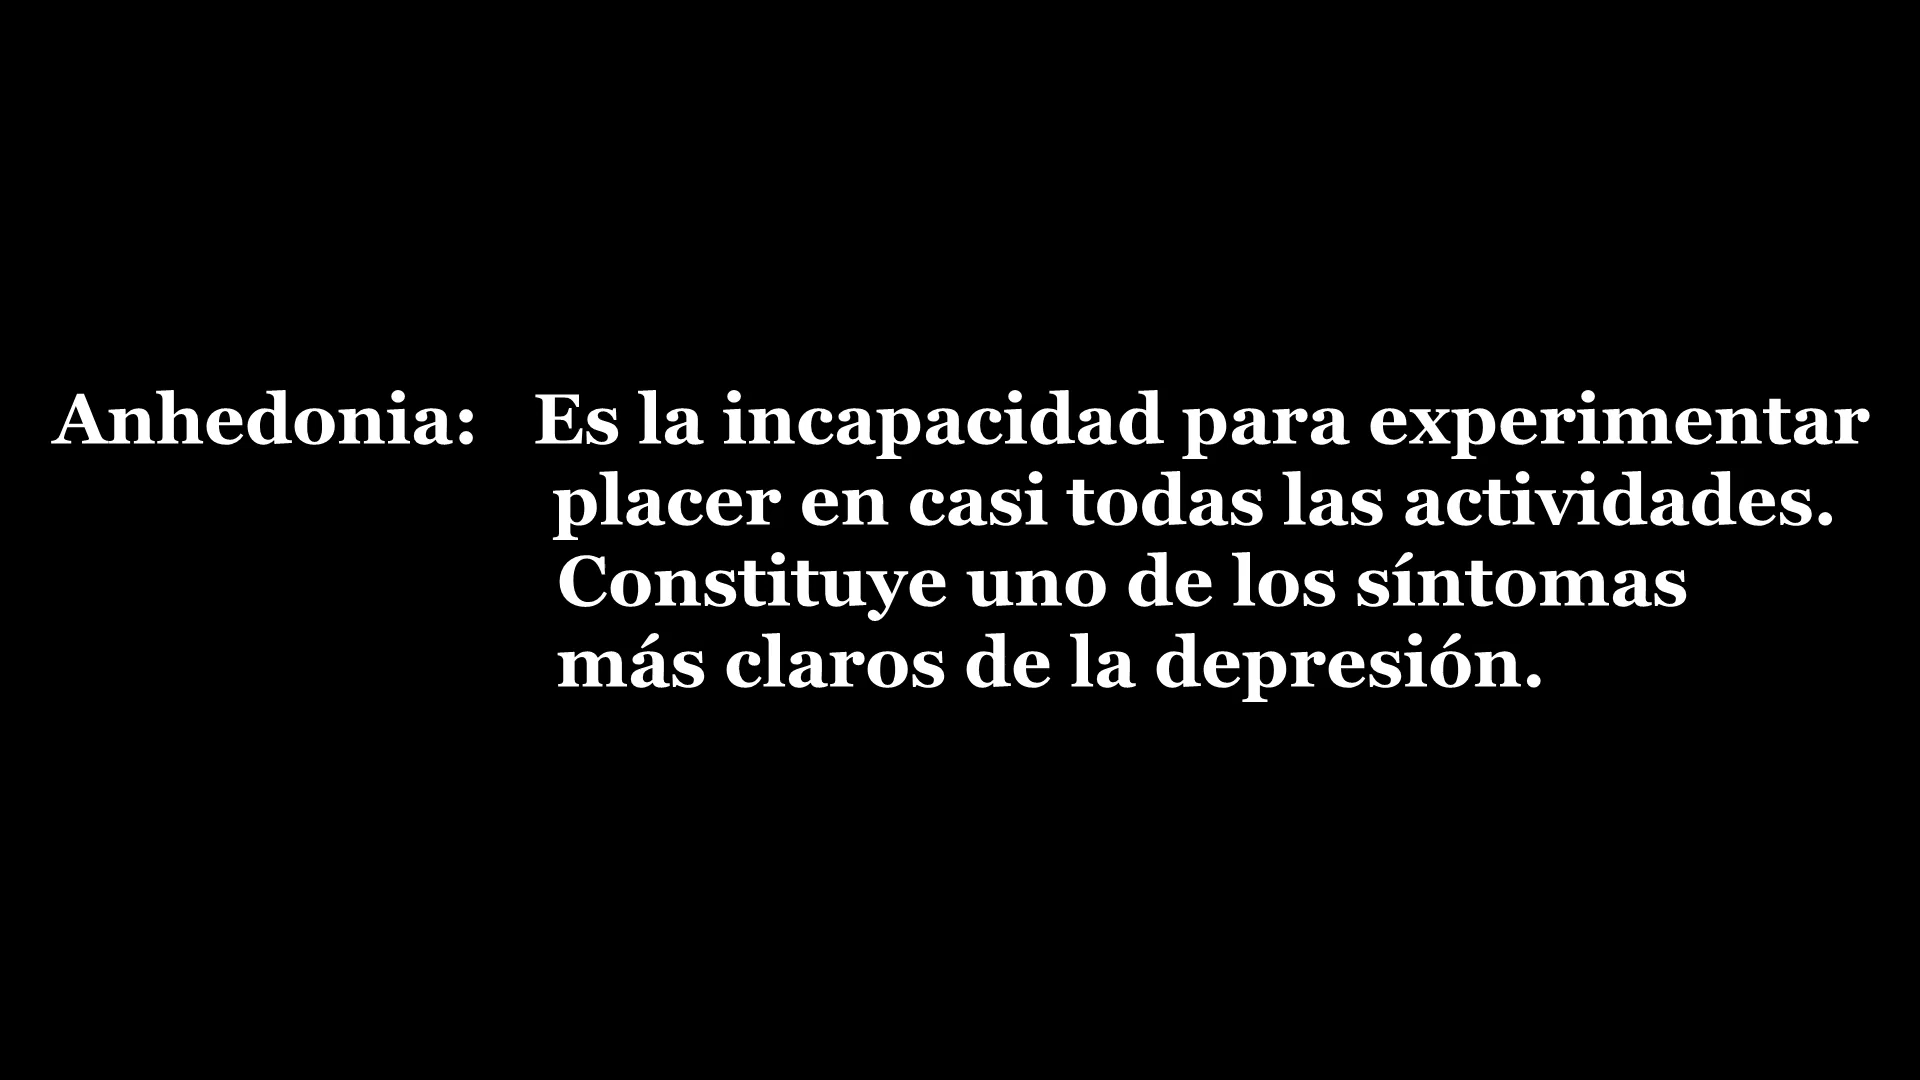 Anhedonia: Es la incapacidad para experimentar
placer en casi todas las actividades.
Constituye uno de los síntomas
más claros de la depresión.